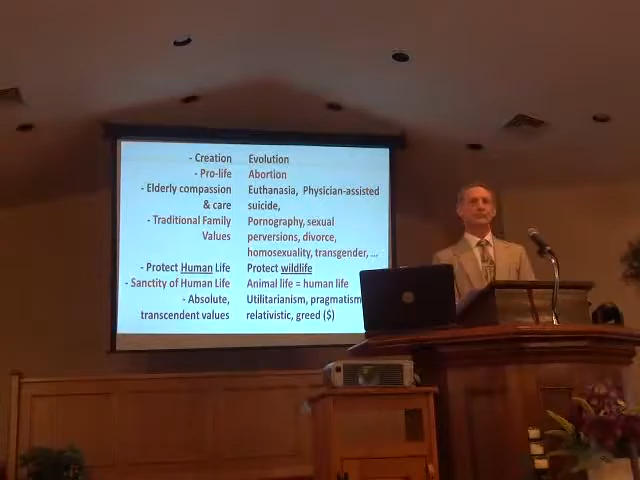 - Creation Evolution
- Pro-life Abortion
- Elderly compassion Euthanasia, Physician-assisted
& care suicide,
- Traditional Family Pornography, sexual
Values perversions, divorce,
homosexuality, transgender, ...
- Protect Human Life Protect wildlife
- Sanctity of Human Life Animal life = human life
- Absolute, Utilitarianism, pragmatism
transcendent values relativistic, greed ($)